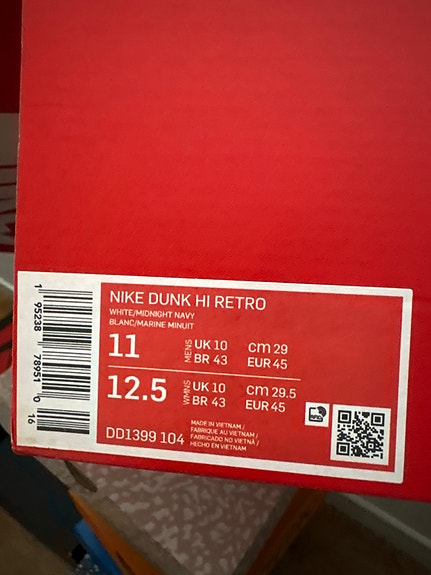 NIKE DUNK HI RETRO
WHITE/MIDNIGHT NAVY
BLANC/MARINE MINUIT
11 MENS UK 10 cm 29
BR 43 EUR 45
12.5 WMNS UK 10 cm 29.5
BR 43 EUR 45
DD1399 104
MADE IN VIETNAM /
FABRIQUE AU VIETNAM /
FABRICADO NO VIETNÃ /
HECHO EN VIETNAM
1 95238 78951 0
16